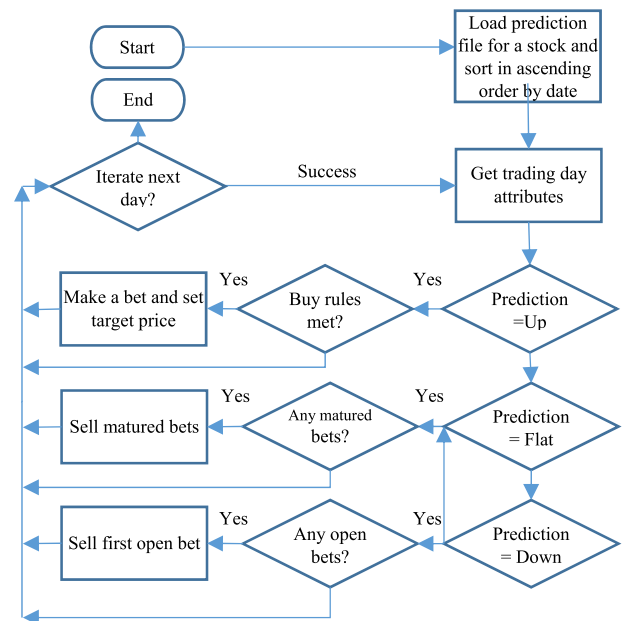 Start
Load prediction
file for a stock and
sort in ascending
order by date
End
Iterate next
day?
Success
Get trading day
attributes
Make a bet and set
target price
Yes
Buy rules
met?
Yes
Prediction
=Up
Sell matured bets
Yes
Any matured
bets?
Yes
Prediction
= Flat
Sell first open bet
Yes
Any open
bets?
Yes
Prediction
= Down